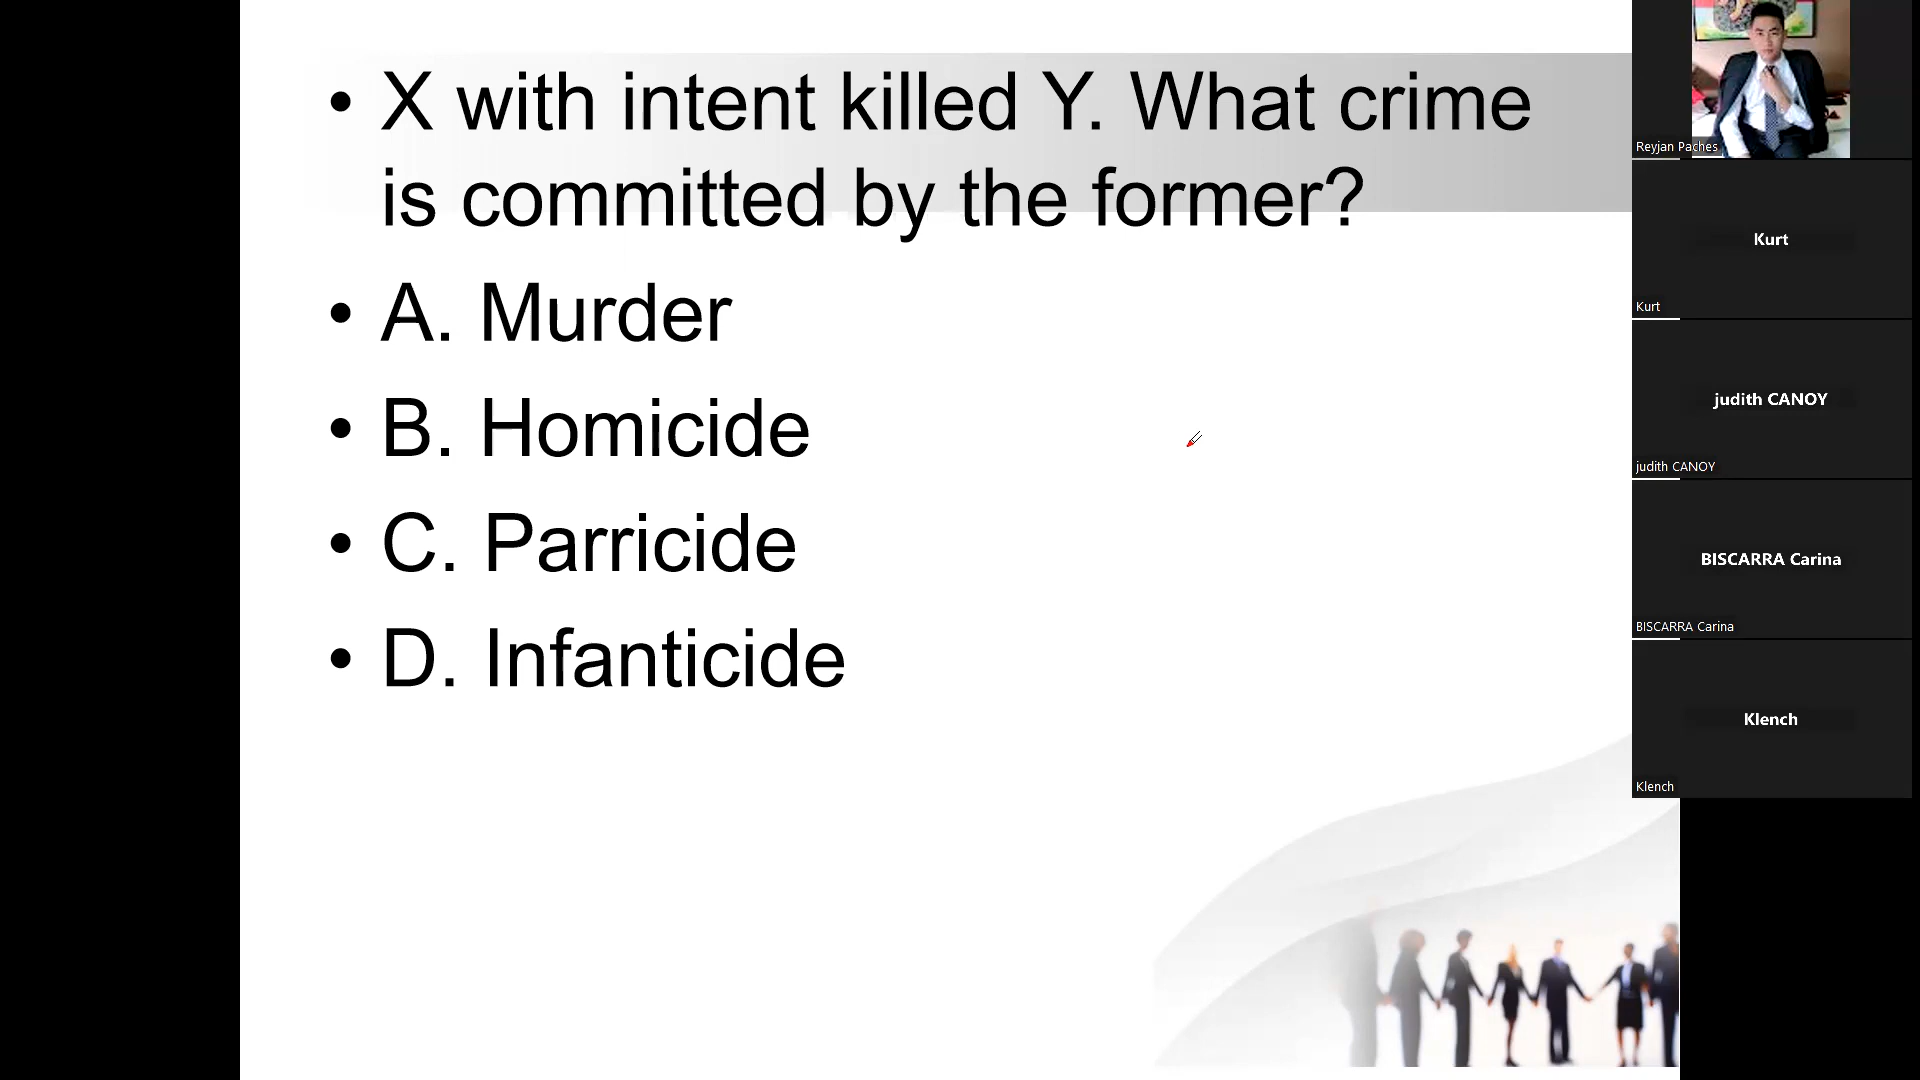 • X with intent killed Y. What crime
is committed by the former?
• A. Murder
• B. Homicide
• C. Parricide
• D. Infanticide
Reyjan Paches
Kurt
Kurt
judith CANOY
judith CANOY
BISCARRA Carina
BISCARRA Carina
Klench
Klench